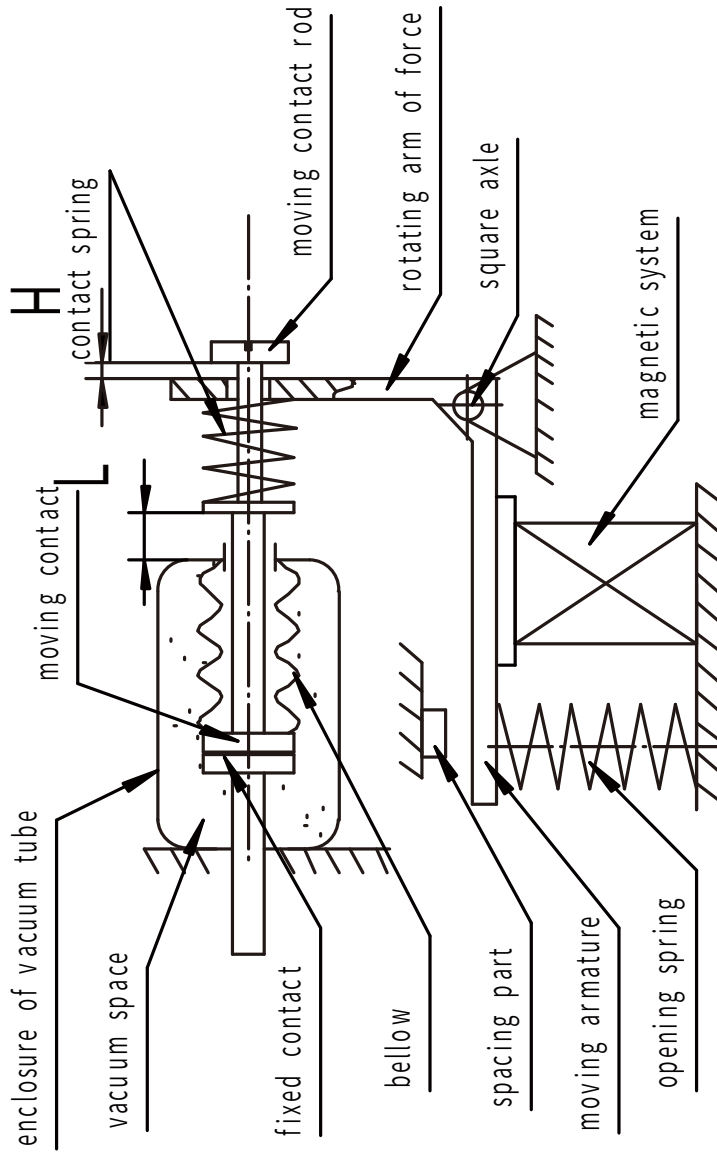 H
contact spring
moving contact rod
rotating arm of force
square axle
magnetic system
L
moving contact
enclosure of vacuum tube
vacuum space
fixed contact
bellow
spacing part
moving armature
opening spring